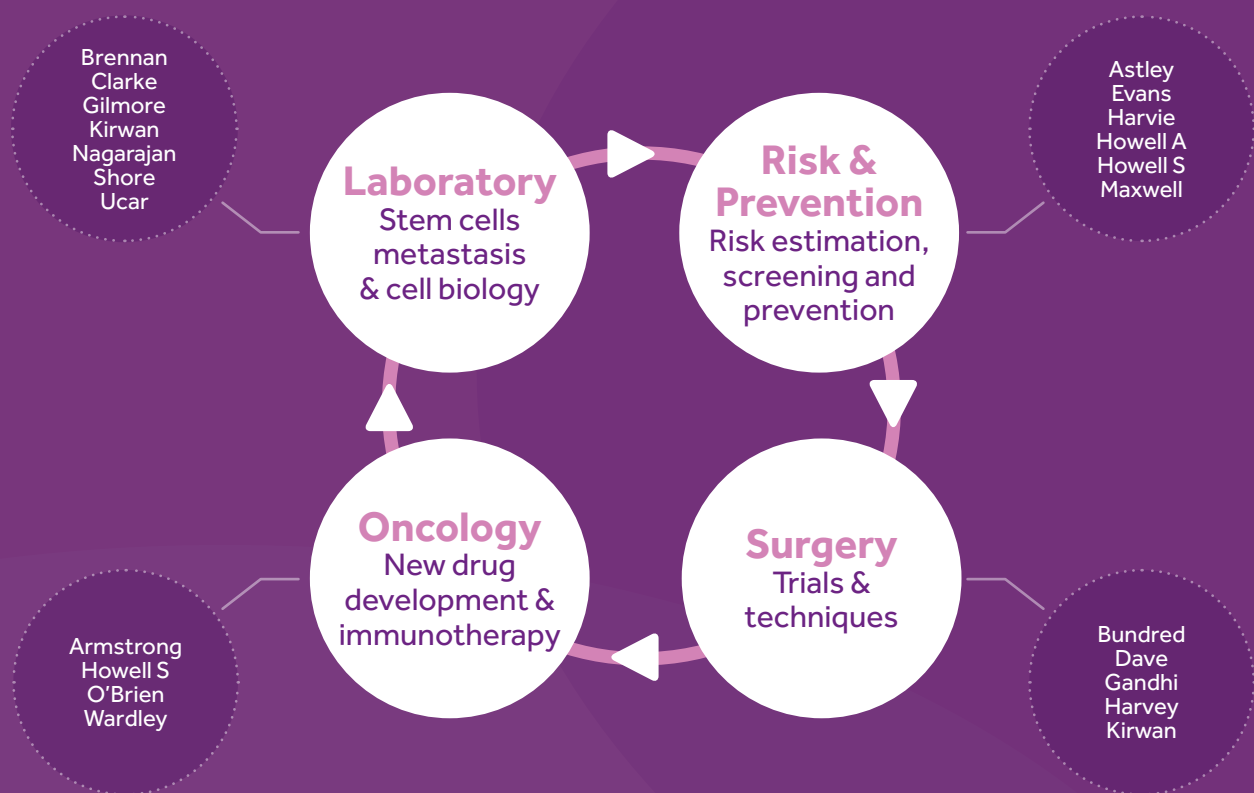 Brennan
Clarke
Gilmore
Kirwan
Nagarajan
Shore
Ucar
Laboratory
Stem cells
metastasis
& cell biology
Risk &
Prevention
Risk estimation,
screening and
prevention
Astley
Evans
Harvie
Howell A
Howell S
Maxwell
Armstrong
Howell S
O'Brien
Wardley
Oncology
New drug
development &
immunotherapy
Surgery
Trials &
techniques
Bundred
Dave
Gandhi
Harvey
Kirwan